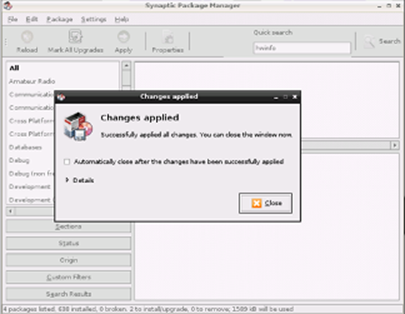 Synaptic Package Manager
File Edit Package Settings Help
Reload Mark All Upgrades Apply Properties
Quick search
hwinfo
Search
All
Amateur Radio
Communication
Communication
Cross Platform
Cross Platform
Databases
Debug
Debug (non fr
Development
Development
Changes applied
Changes applied
Successfully applied all changes. You can close the window now.
Automatically close after the changes have been successfully applied
Details
Close
Sections
Status
Origin
Custom Filters
Search Results
4 packages listed, 838 installed, 0 broken. 2 to install/upgrade, 0 to remove; 1509 kB will be used